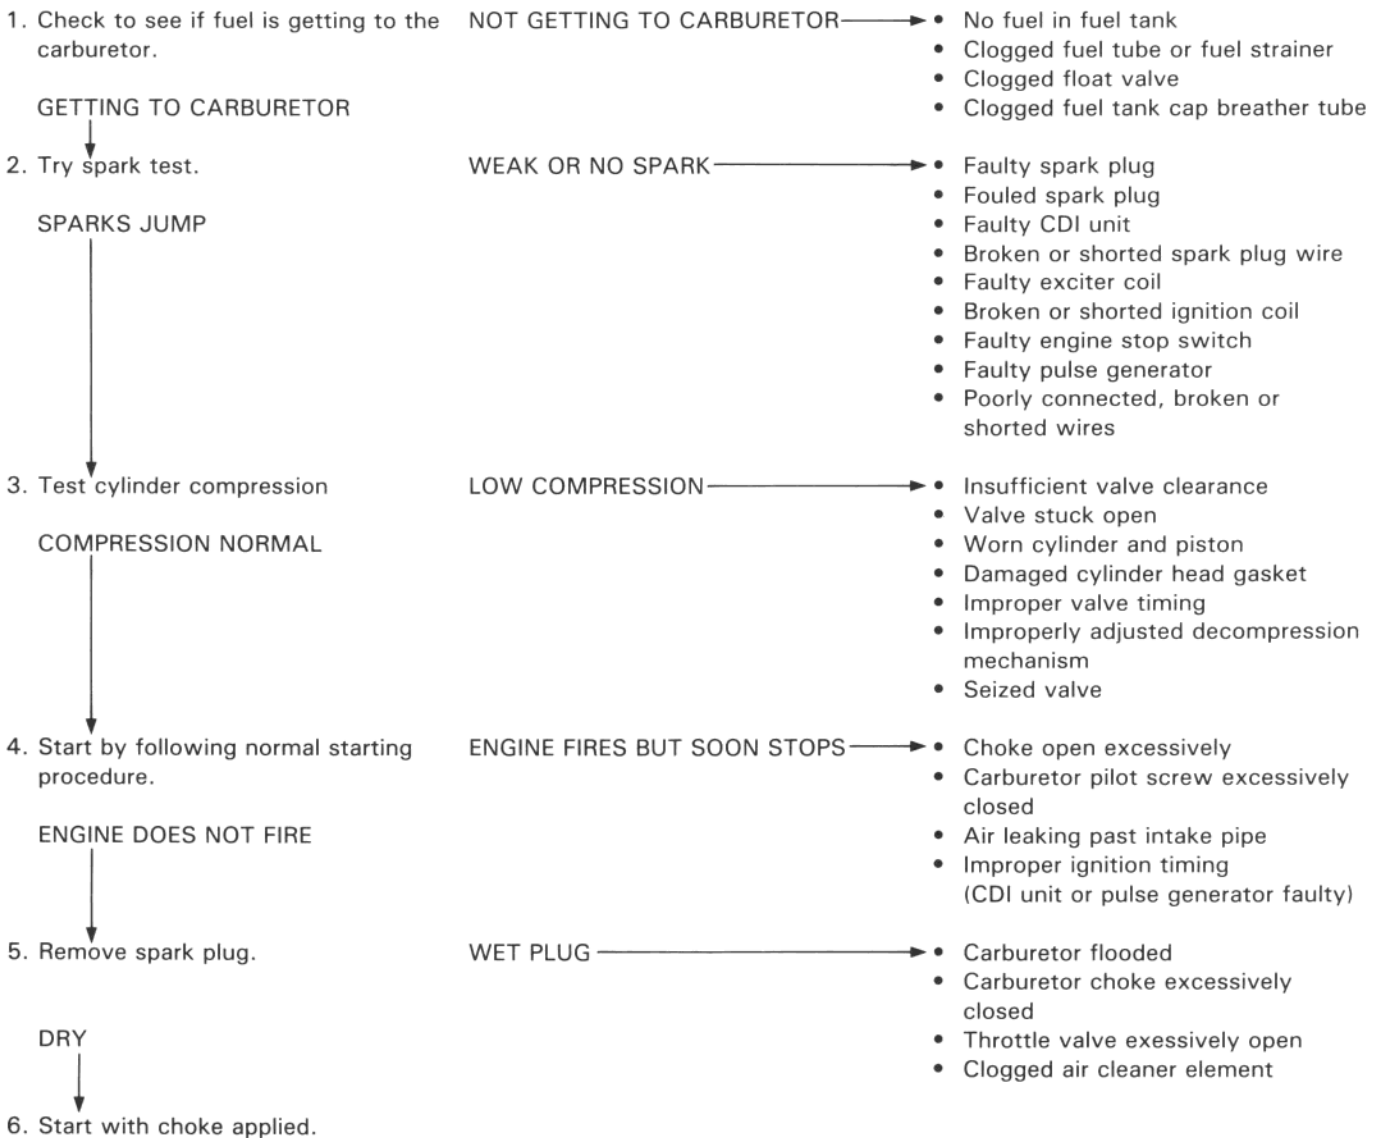 1. Check to see if fuel is getting to the NOT GETTING TO CARBURETOR • No fuel in fuel tank
carburetor. • Clogged fuel tube or fuel strainer
• Clogged float valve
GETTING TO CARBURETOR • Clogged fuel tank cap breather tube
2. Try spark test. WEAK OR NO SPARK • Faulty spark plug
• Fouled spark plug
SPARKS JUMP • Faulty CDI unit
• Broken or shorted spark plug wire
• Faulty exciter coil
• Broken or shorted ignition coil
• Faulty engine stop switch
• Faulty pulse generator
• Poorly connected, broken or
shorted wires
3. Test cylinder compression LOW COMPRESSION • Insufficient valve clearance
• Valve stuck open
COMPRESSION NORMAL • Worn cylinder and piston
• Damaged cylinder head gasket
• Improper valve timing
• Improperly adjusted decompression
mechanism
• Seized valve
4. Start by following normal starting ENGINE FIRES BUT SOON STOPS • Choke open excessively
procedure. • Carburetor pilot screw excessively
closed
ENGINE DOES NOT FIRE • Air leaking past intake pipe
• Improper ignition timing
(CDI unit or pulse generator faulty)
5. Remove spark plug. WET PLUG • Carburetor flooded
• Carburetor choke excessively
closed
DRY • Throttle valve exessively open
• Clogged air cleaner element
6. Start with choke applied.